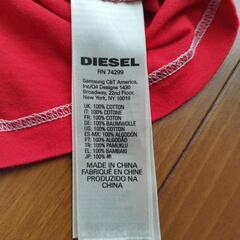 DIESEL
RN 74299
Samsung C&T America,
Inc/Q4 Designs 1430
Broadway, 22nd Floor,
New York, NY 10018
UK: 100% COTTON
IT: 100% COTONE
FR: 100% COTON
DE: 100% BAUMWOLLE
US: 100% COTTON
ES-MX: 100% ALGODÓN
PT: 100% ALGODÃO
TR: 100% PAMUKLU
EL: 100% BAMBAKI
JP: 100% 綿
MADE IN CHINA
FABRIQUÉ EN CHINE
PRODUZIDO NA
CHINA